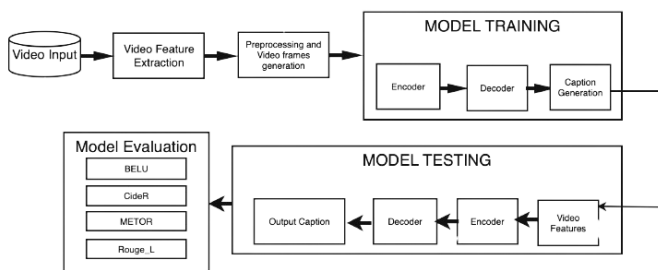 Video Input
Video Feature
Extraction
Preprocessing and
Video frames
generation
MODEL TRAINING
Encoder
Decoder
Caption
Generation
Model Evaluation
BELU
CideR
METOR
Rouge_L
MODEL TESTING
Output Caption
Decoder
Encoder
Video
Features